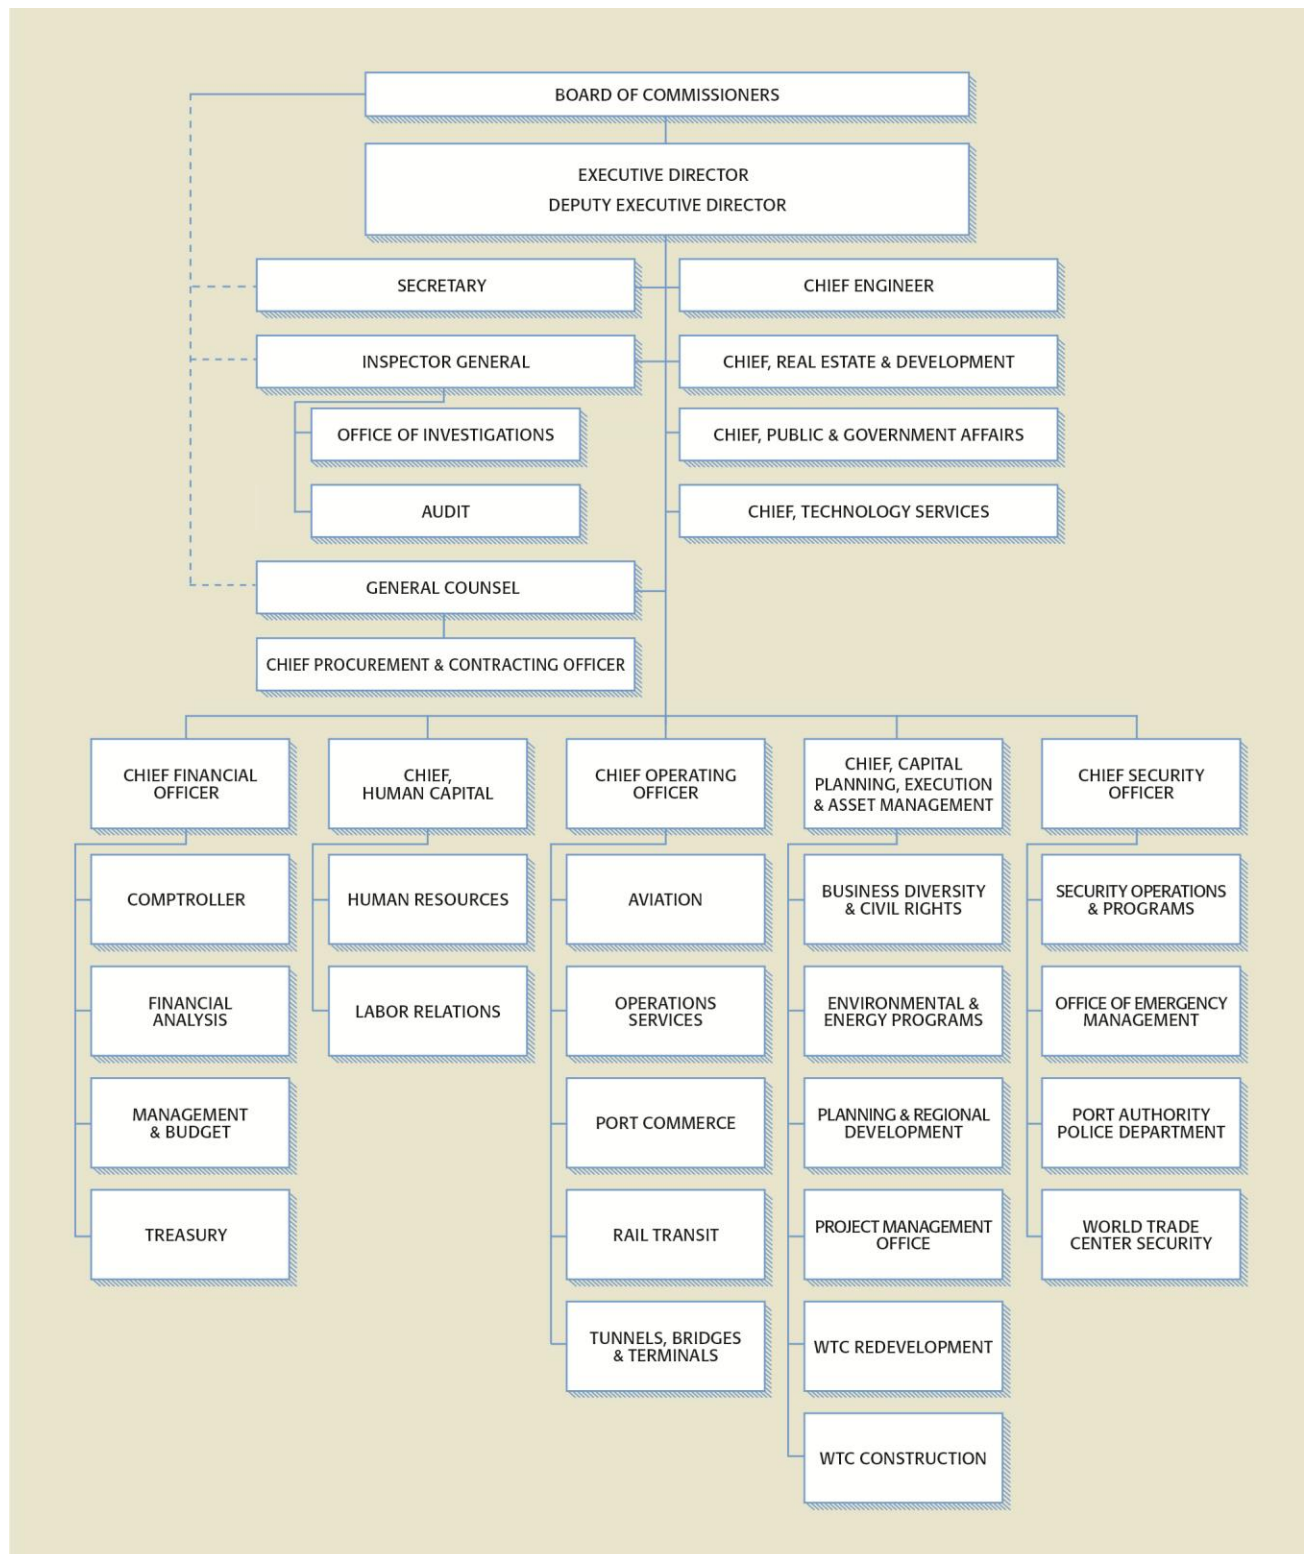 BOARD OF COMMISSIONERS
EXECUTIVE DIRECTOR
DEPUTY EXECUTIVE DIRECTOR
SECRETARY
CHIEF ENGINEER
INSPECTOR GENERAL
CHIEF, REAL ESTATE & DEVELOPMENT
OFFICE OF INVESTIGATIONS
CHIEF, PUBLIC & GOVERNMENT AFFAIRS
AUDIT
CHIEF, TECHNOLOGY SERVICES
GENERAL COUNSEL
CHIEF PROCUREMENT & CONTRACTING OFFICER
CHIEF FINANCIAL
OFFICER
CHIEF,
HUMAN CAPITAL
CHIEF OPERATING
OFFICER
CHIEF, CAPITAL
PLANNING, EXECUTION
& ASSET MANAGEMENT
CHIEF SECURITY
OFFICER
COMPTROLLER
HUMAN RESOURCES
AVIATION
BUSINESS DIVERSITY
& CIVIL RIGHTS
SECURITY OPERATIONS
& PROGRAMS
FINANCIAL
ANALYSIS
LABOR RELATIONS
OPERATIONS
SERVICES
ENVIRONMENTAL &
ENERGY PROGRAMS
OFFICE OF EMERGENCY
MANAGEMENT
MANAGEMENT
& BUDGET
PORT COMMERCE
PLANNING & REGIONAL
DEVELOPMENT
PORT AUTHORITY
POLICE DEPARTMENT
TREASURY
RAIL TRANSIT
PROJECT MANAGEMENT
OFFICE
WORLD TRADE
CENTER SECURITY
TUNNELS, BRIDGES
& TERMINALS
WTC REDEVELOPMENT
WTC CONSTRUCTION